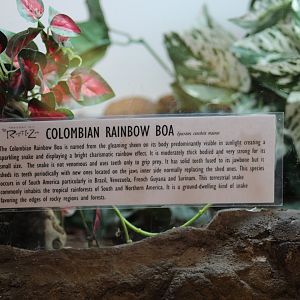 COLOMBIAN RAINBOW BOA Epicrates cenchria maurus
The Colombian Rainbow Boa is named from the gleaming sheen on its body predominantly visible in sunlight creating a
sparkling snake and displaying a bright charismatic rainbow effect. It is moderately thick bodied and very strong for its
small size. The snake is not venomous and uses teeth only to grip prey. It has solid teeth fused to its jawbone but it
sheds its teeth periodically with new ones located on the jaws inner side normally replacing the shed ones. This species
occurs in of South America particularly in Brazil, Venezuela, French Guyana and Surinam. This terrestrial snake
commonly inhabits the tropical rainforests of South and Northern America. It is a ground-dwelling kind of snake
favoring the edges of rocky regions and forests.